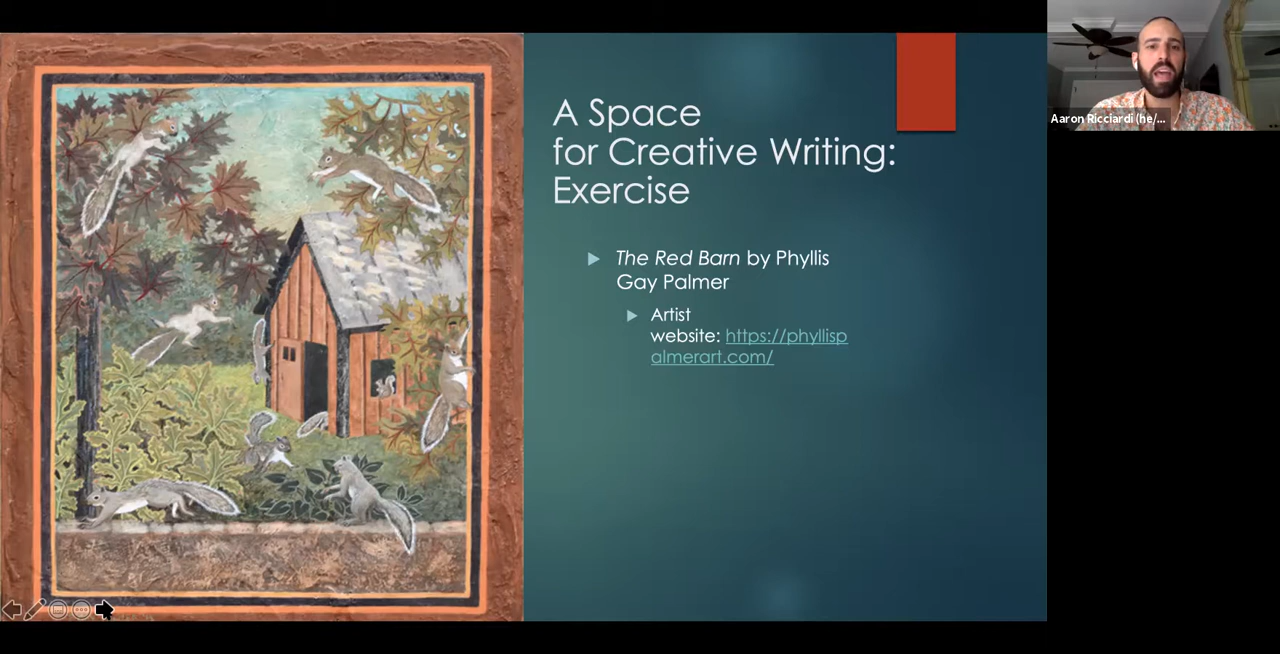 A Space
for Creative Writing:
Exercise
The Red Barn by Phyllis
Gay Palmer
Artist
website: https://phyllisp
almerart.com/
Aaron Ricciardi (he/...